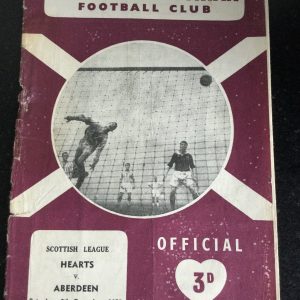 FOOTBALL CLUB
SCOTTISH LEAGUE
HEARTS
v.
ABERDEEN
OFFICIAL
3D